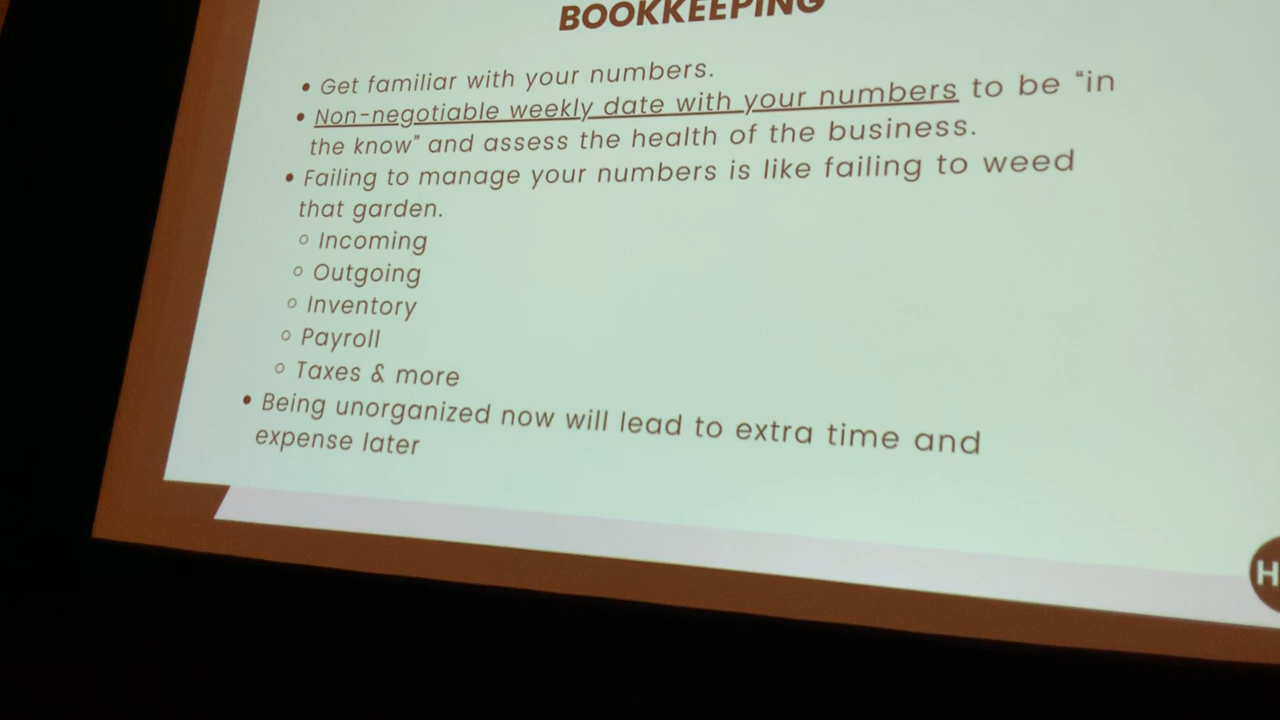 BOOKKEEPING
• Get familiar with your numbers.
• Non-negotiable weekly date with your numbers to be “in
the know” and assess the health of the business.
• Failing to manage your numbers is like failing to weed
that garden.
○ Incoming
○ Outgoing
○ Inventory
○ Payroll
○ Taxes & more
• Being unorganized now will lead to extra time and
expense later
H